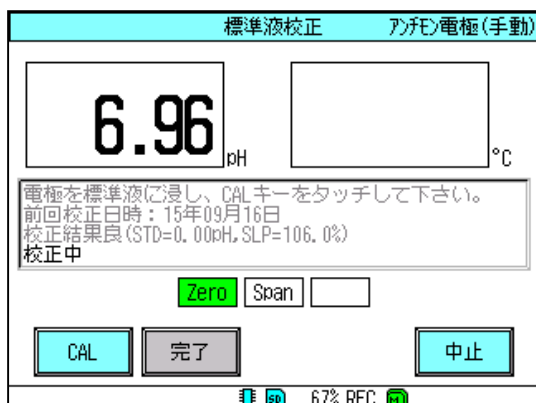 標準液校正 アンチモン電極(手動)
6.96 pH
°C
電極を標準液に浸し、CALキーをタッチして下さい。
前回校正日時：15年09月16日
校正結果良(STD=0.00pH,SLP=106.0%)
校正中
Zero Span
CAL 完了 中止
SD 67% REC M